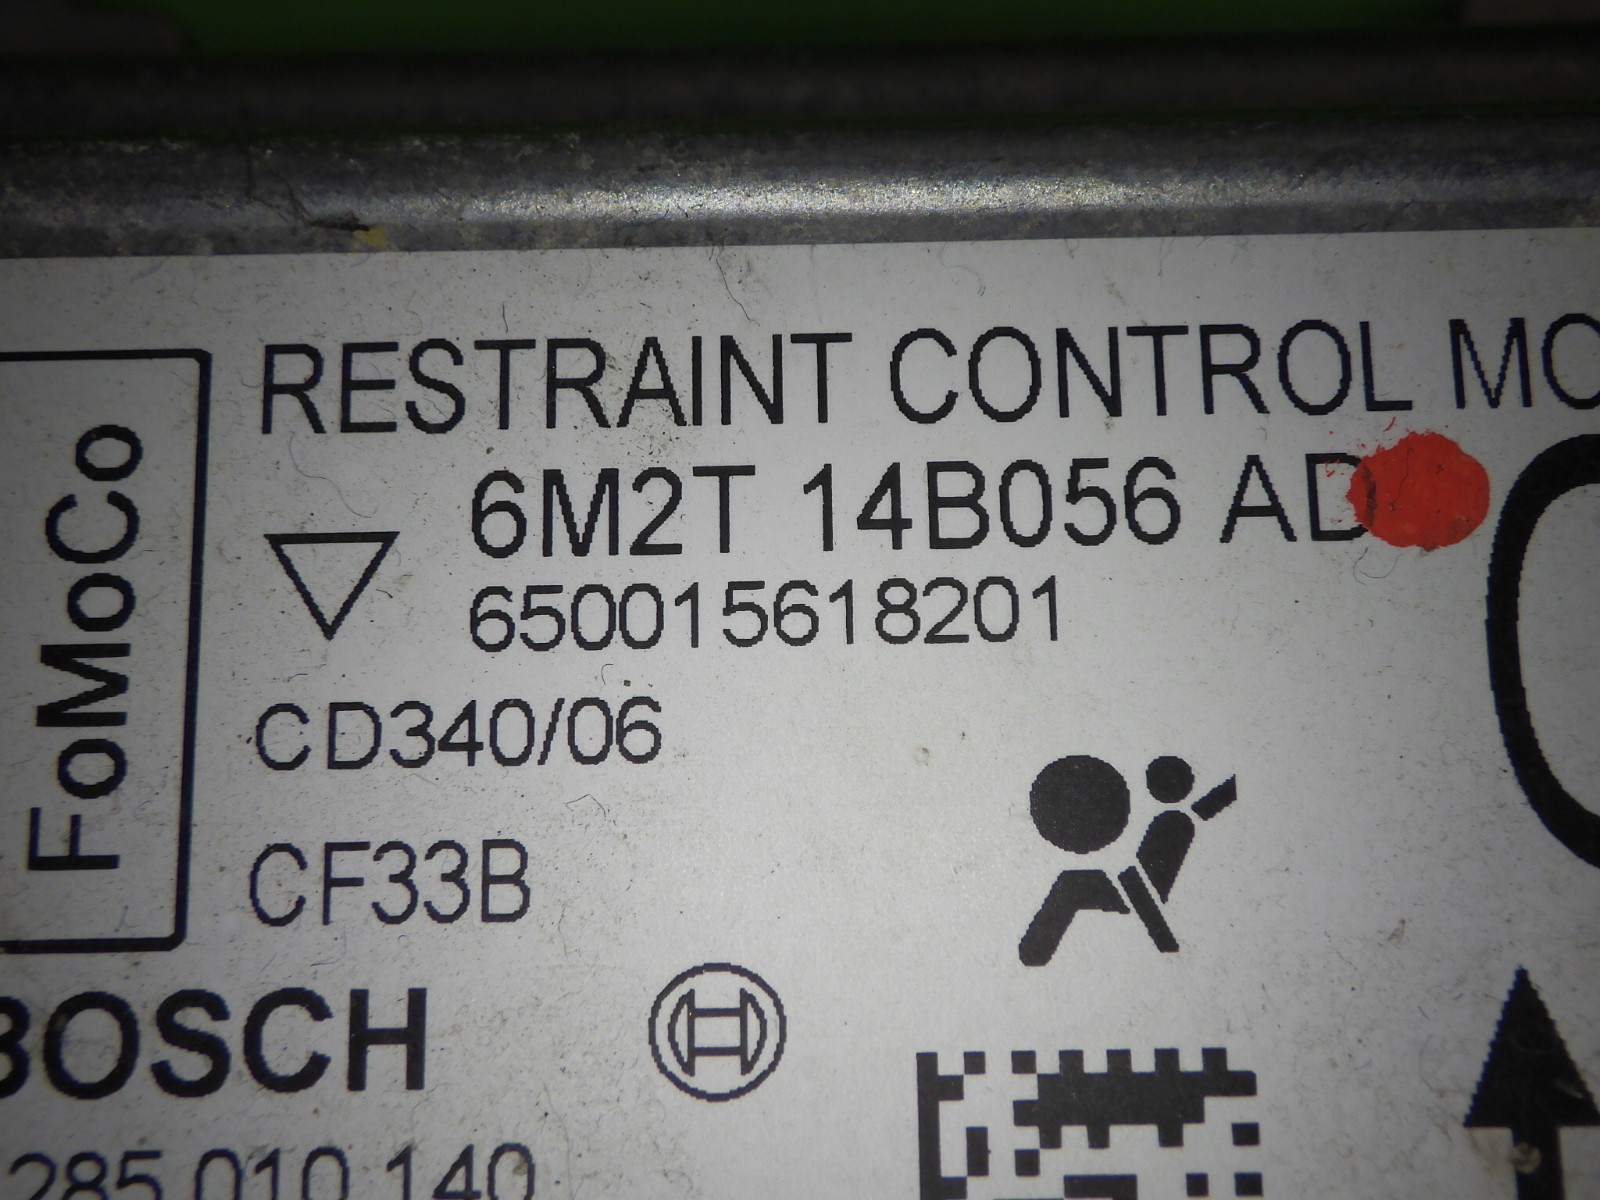 RESTRAINT CONTROL MO
6M2T 14B056 AD
650015618201
CD340/06
CF33B
FoMoCo
BOSCH
285 010 140